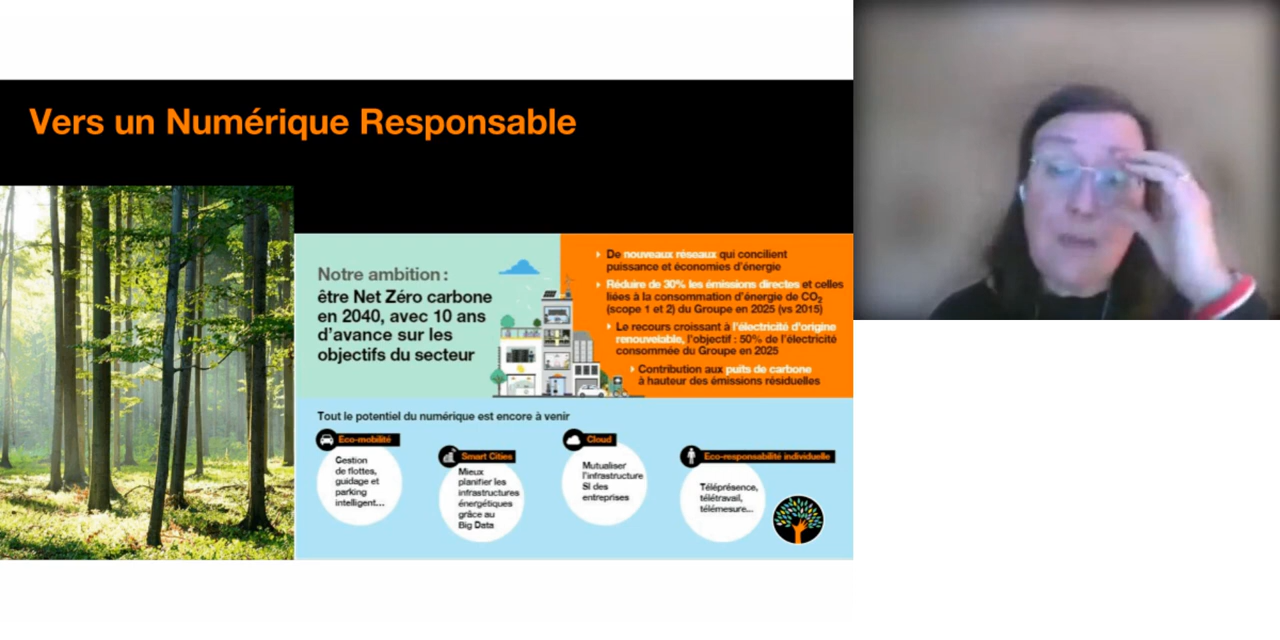 Vers un Numérique Responsable
Notre ambition :
être Net Zéro carbone
en 2040, avec 10 ans
d'avance sur les
objectifs du secteur
De nouveaux réseaux qui concilient
puissance et économies d'énergie
Réduire de 30% les émissions directes et celles
liées à la consommation d'énergie de CO₂
(scope 1 et 2) du Groupe en 2025 (vs 2015)
Le recours croissant à l'électricité d'origine
renouvelable, l'objectif : 50% de l'électricité
consommée du Groupe en 2025
Contribution aux puits de carbone
à hauteur des émissions résiduelles
Tout le potentiel du numérique est encore à venir
Eco-mobilité
Gestion
de flottes,
guidage et
parking
intelligent...
Smart Cities
Mieux
planifier les
infrastructures
énergétiques
grâce au
Big Data
Cloud
Mutualiser
l'infrastructure
SI des
entreprises
Eco-responsabilité individuelle
Téléprésence,
télétravail,
télémesure...